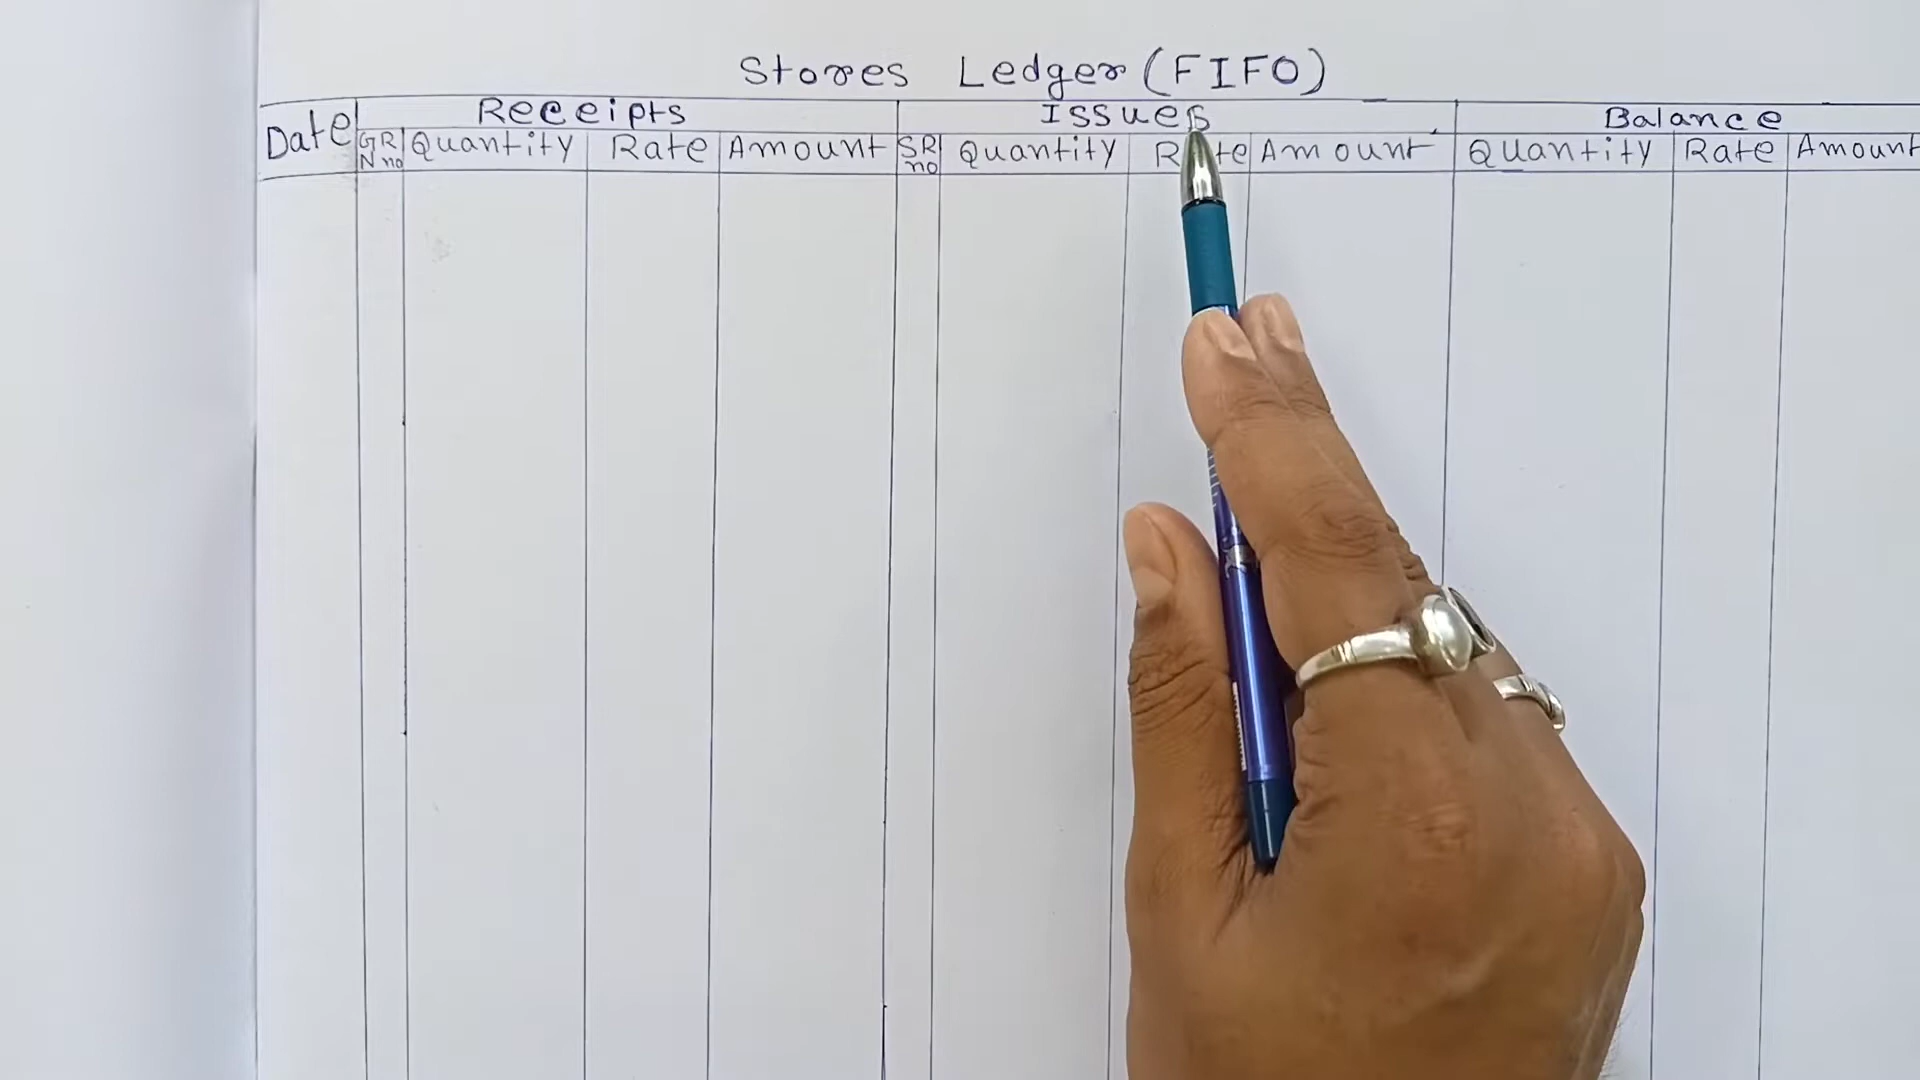 Stores Ledger (FIFO)
Date Receipts Issues Balance
GR N no Quantity Rate Amount SR no Quantity Rate Amount Quantity Rate Amount